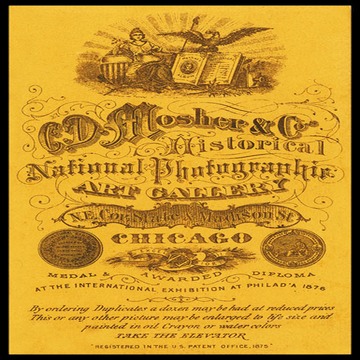 C.D. Mosher & Co
Historical
National Photographic
ART GALLERY
N.E. Cor. State & Madison St
CHICAGO
MEDAL & AWARDED DIPLOMA
AT THE INTERNATIONAL EXHIBITION AT PHILAD'A 1876
By ordering Duplicates a dozen may be had at reduced prices
This or any other picture may be enlarged to life size and
painted in oil Crayon or water colors
TAKE THE ELEVATOR
"REGISTERED IN THE U.S. PATENT OFFICE, 1875"